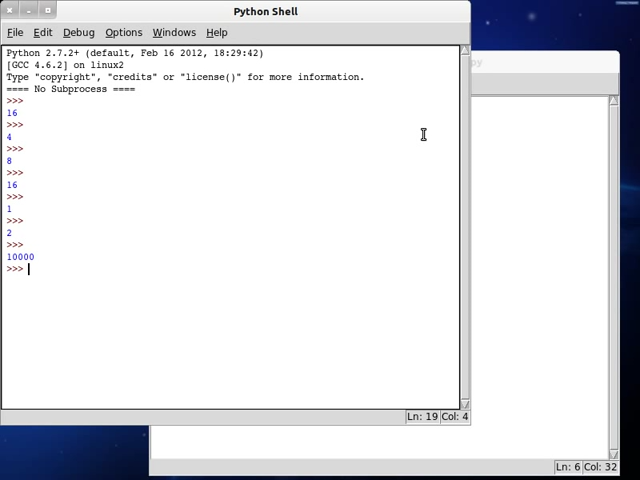 Python Shell
File Edit Debug Options Windows Help
Python 2.7.2+ (default, Feb 16 2012, 18:29:42)
[GCC 4.6.2] on linux2
Type "copyright", "credits" or "license()" for more information.
==== No Subprocess ====
>>>
16
>>>
4
>>>
8
>>>
16
>>>
1
>>>
2
>>>
10000
>>>
Ln: 19 Col: 4
py
Ln: 6 Col: 32